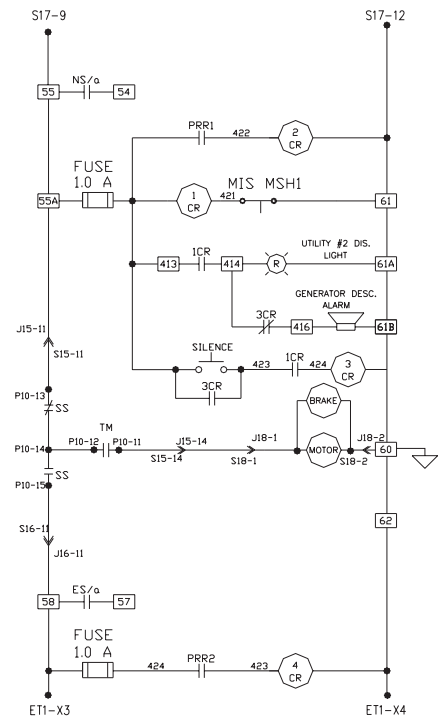 S17-9 S17-12
NS/a
55 54
PRR1
422 2
CR
FUSE
1.0 A
MIS MSH1
55A 1
CR 421 61
UTILITY #2 DIS.
LIGHT
1CR
413 414 R 61A
GENERATOR DESC.
ALARM
3CR
416 61B
J15-11
S15-11
SILENCE
423 1CR 424 3
CR
3CR
P10-13
SS
BRAKE
TM
P10-14 P10-12 P10-11 J15-14 J18-1 MOTOR J18-2 60
S15-14 S18-1 S18-2
SS
P10-15
62
S16-11
J16-11
ES/a
58 57
FUSE
1.0 A
424 PRR2 423 4
CR
ET1-X3 ET1-X4